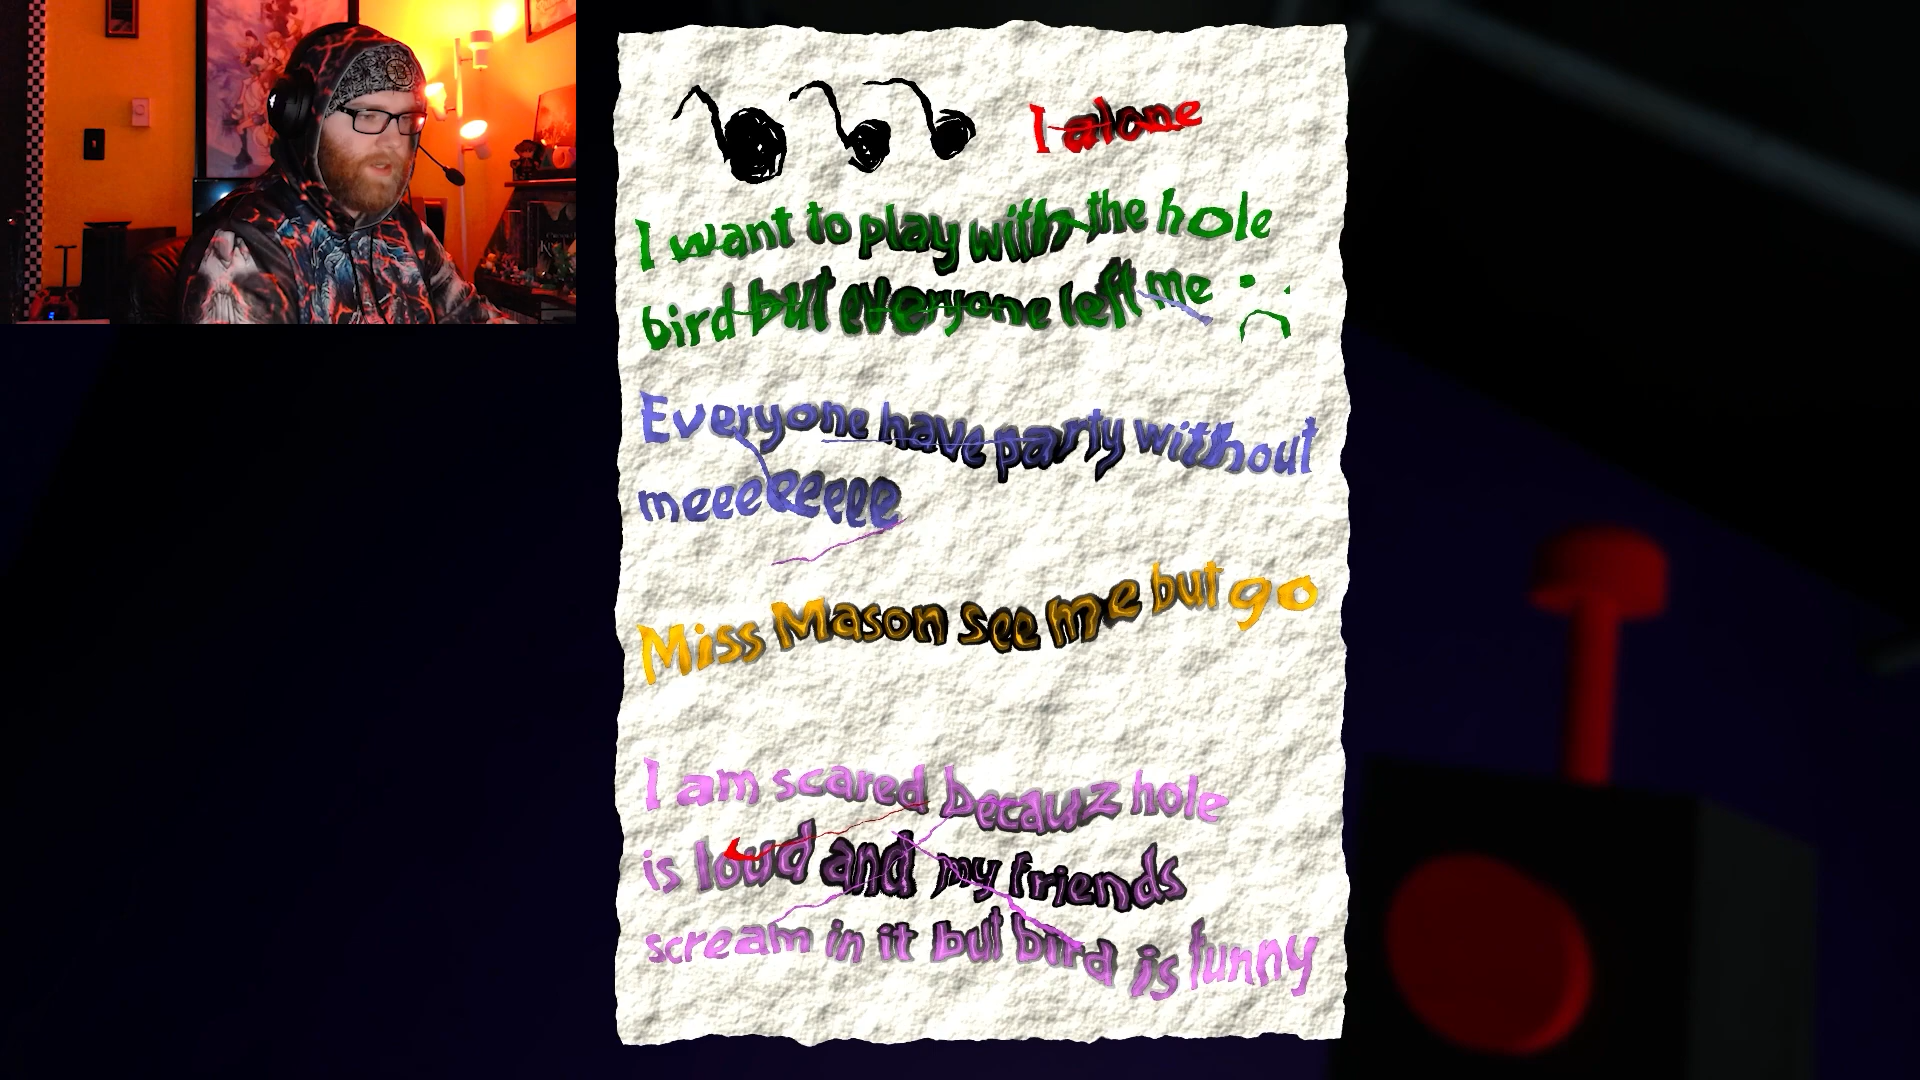 I alone
I want to play with the hole
bird but everyone left me
Everyone have party without
meeeeeeee
Miss Mason see me but go
I am scared becauz hole
is loud and my friends
scream in it but bird is funny